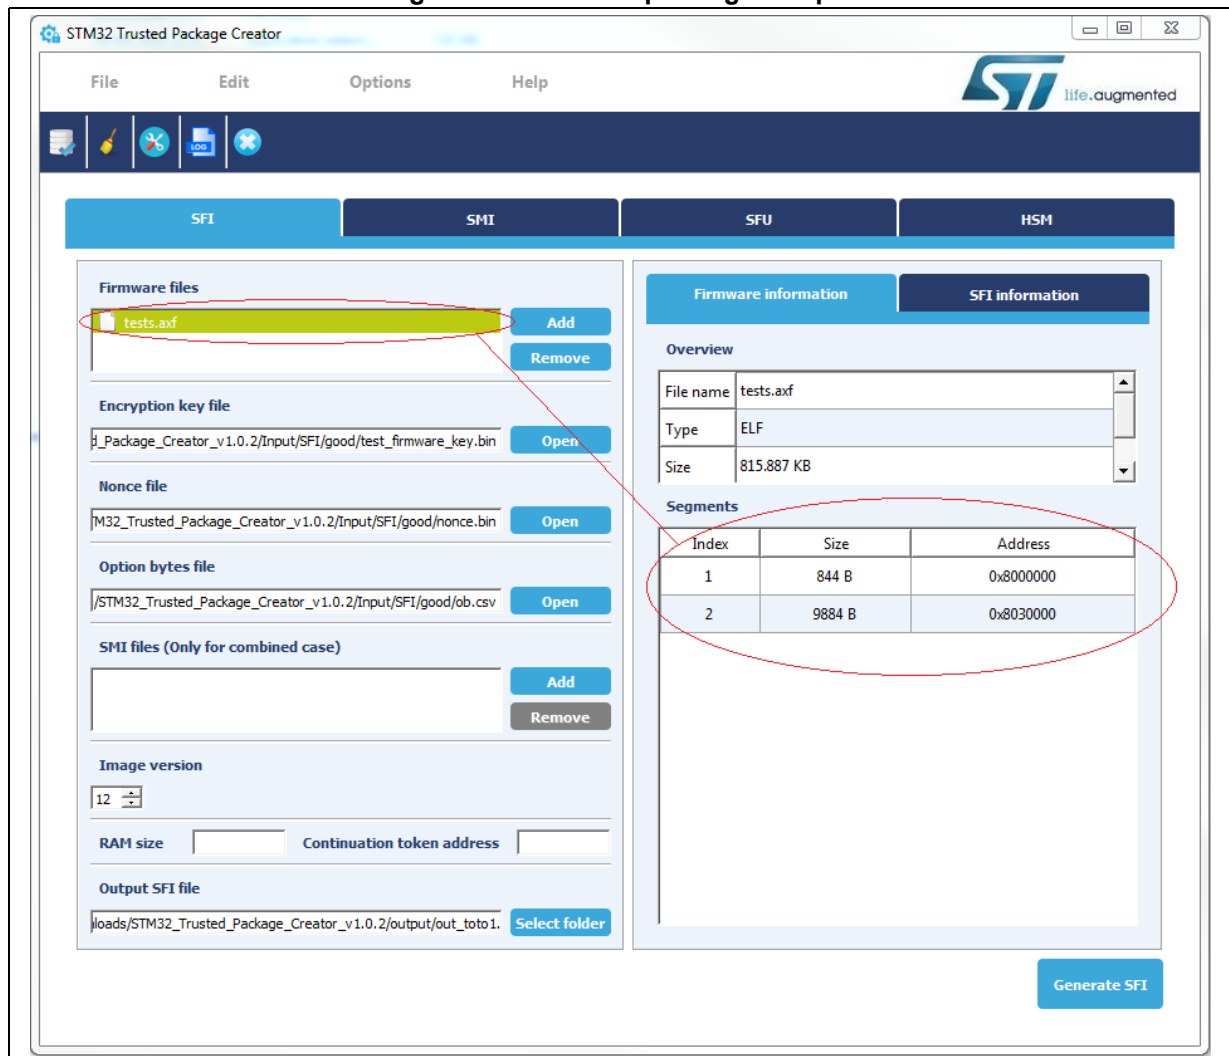 STM32 Trusted Package Creator
File Edit Options Help
life.augmented
LOG
SFI SMI SFU HSM
Firmware files
tests.axf
Add
Remove
Encryption key file
d_Package_Creator_v1.0.2/Input/SFI/good/test_firmware_key.bin Open
Nonce file
TM32_Trusted_Package_Creator_v1.0.2/Input/SFI/good/nonce.bin Open
Option bytes file
/STM32_Trusted_Package_Creator_v1.0.2/Input/SFI/good/ob.csv Open
SMI files (Only for combined case)
Add
Remove
Image version
12
RAM size Continuation token address
Output SFI file
loads/STM32_Trusted_Package_Creator_v1.0.2/output/out_toto1. Select folder
Firmware information SFI information
Overview
File name tests.axf
Type ELF
Size 815.887 KB
Segments
Index Size Address
1 844 B 0x8000000
2 9884 B 0x8030000
Generate SFI